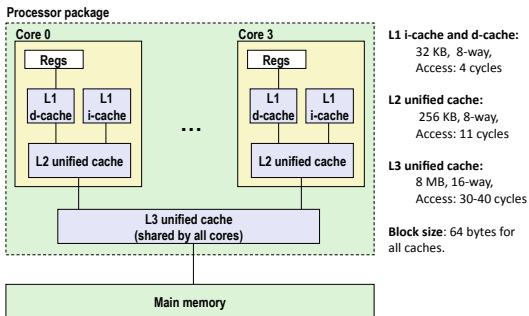 Processor package
Core 0
Regs
L1
d-cache
L1
i-cache
L2 unified cache
...
Core 3
Regs
L1
d-cache
L1
i-cache
L2 unified cache
L3 unified cache
(shared by all cores)
Main memory
L1 i-cache and d-cache:
32 KB, 8-way,
Access: 4 cycles
L2 unified cache:
256 KB, 8-way,
Access: 11 cycles
L3 unified cache:
8 MB, 16-way,
Access: 30-40 cycles
Block size: 64 bytes for
all caches.